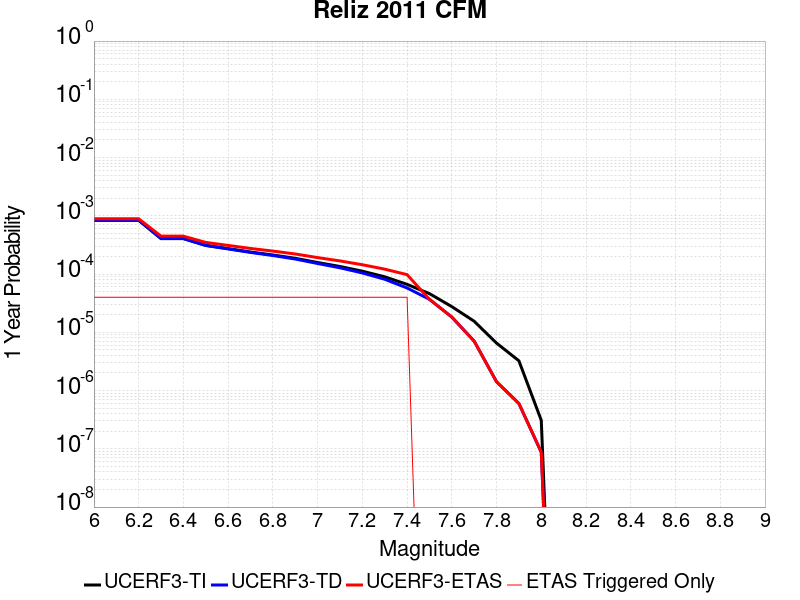 Reliz 2011 CFM
10^0
10^-1
10^-2
10^-3
10^-4
10^-5
10^-6
10^-7
10^-8
1 Year Probability
6 6.2 6.4 6.6 6.8 7 7.2 7.4 7.6 7.8 8 8.2 8.4 8.6 8.8 9
Magnitude
UCERF3-TI UCERF3-TD UCERF3-ETAS ETAS Triggered Only